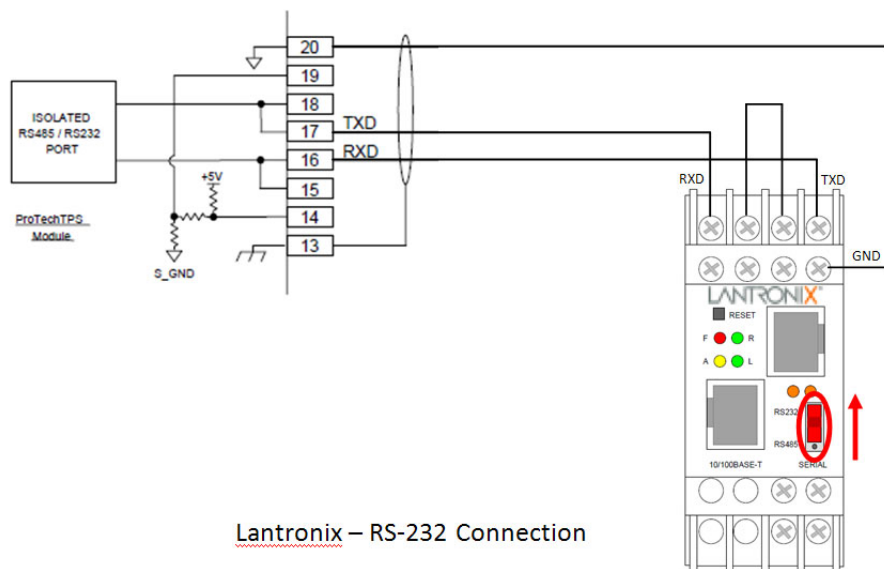 20
19
18
17
16
15
14
13
TXD
RXD
ISOLATED
RS485 / RS232
PORT
+5V
ProTechTPS
Module
S_GND
RXD
TXD
GND
LANTRONIX
RESET
F
R
A
L
RS232
RS485
10/100BASE-T
SERIAL
Lantronix – RS-232 Connection